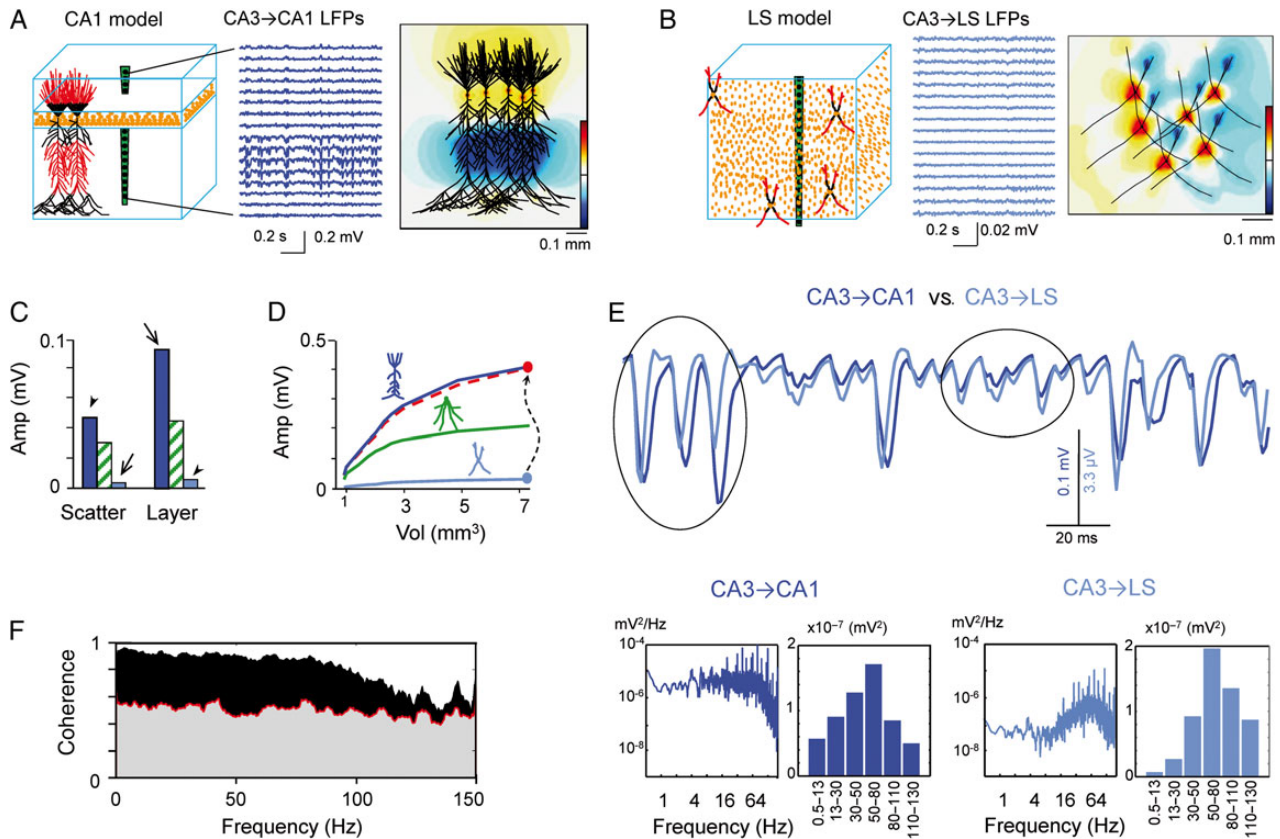 A
CA1 model
CA3→CA1 LFPs
0.2 s
0.2 mV
0.1 mm
B
LS model
CA3→LS LFPs
0.2 s
0.02 mV
0.1 mm
C
0.1
Amp (mV)
0
Scatter
Layer
D
0.5
Amp (mV)
0
1
3
5
7
Vol (mm³)
E
CA3→CA1 vs. CA3→LS
0.1 mV
3.3 µV
20 ms
CA3→CA1
mV²/Hz
10⁻⁴
10⁻⁶
10⁻⁸
1
4
16
64
Frequency (Hz)
x10⁻⁷ (mV²)
2
1
0
0.5–13
13–30
30–50
50–80
80–110
110–130
CA3→LS
mV²/Hz
10⁻⁴
10⁻⁶
10⁻⁸
1
4
16
64
Frequency (Hz)
x10⁻⁷ (mV²)
2
1
0
0.5–13
13–30
30–50
50–80
80–110
110–130
F
1
Coherence
0
0
50
100
150
Frequency (Hz)